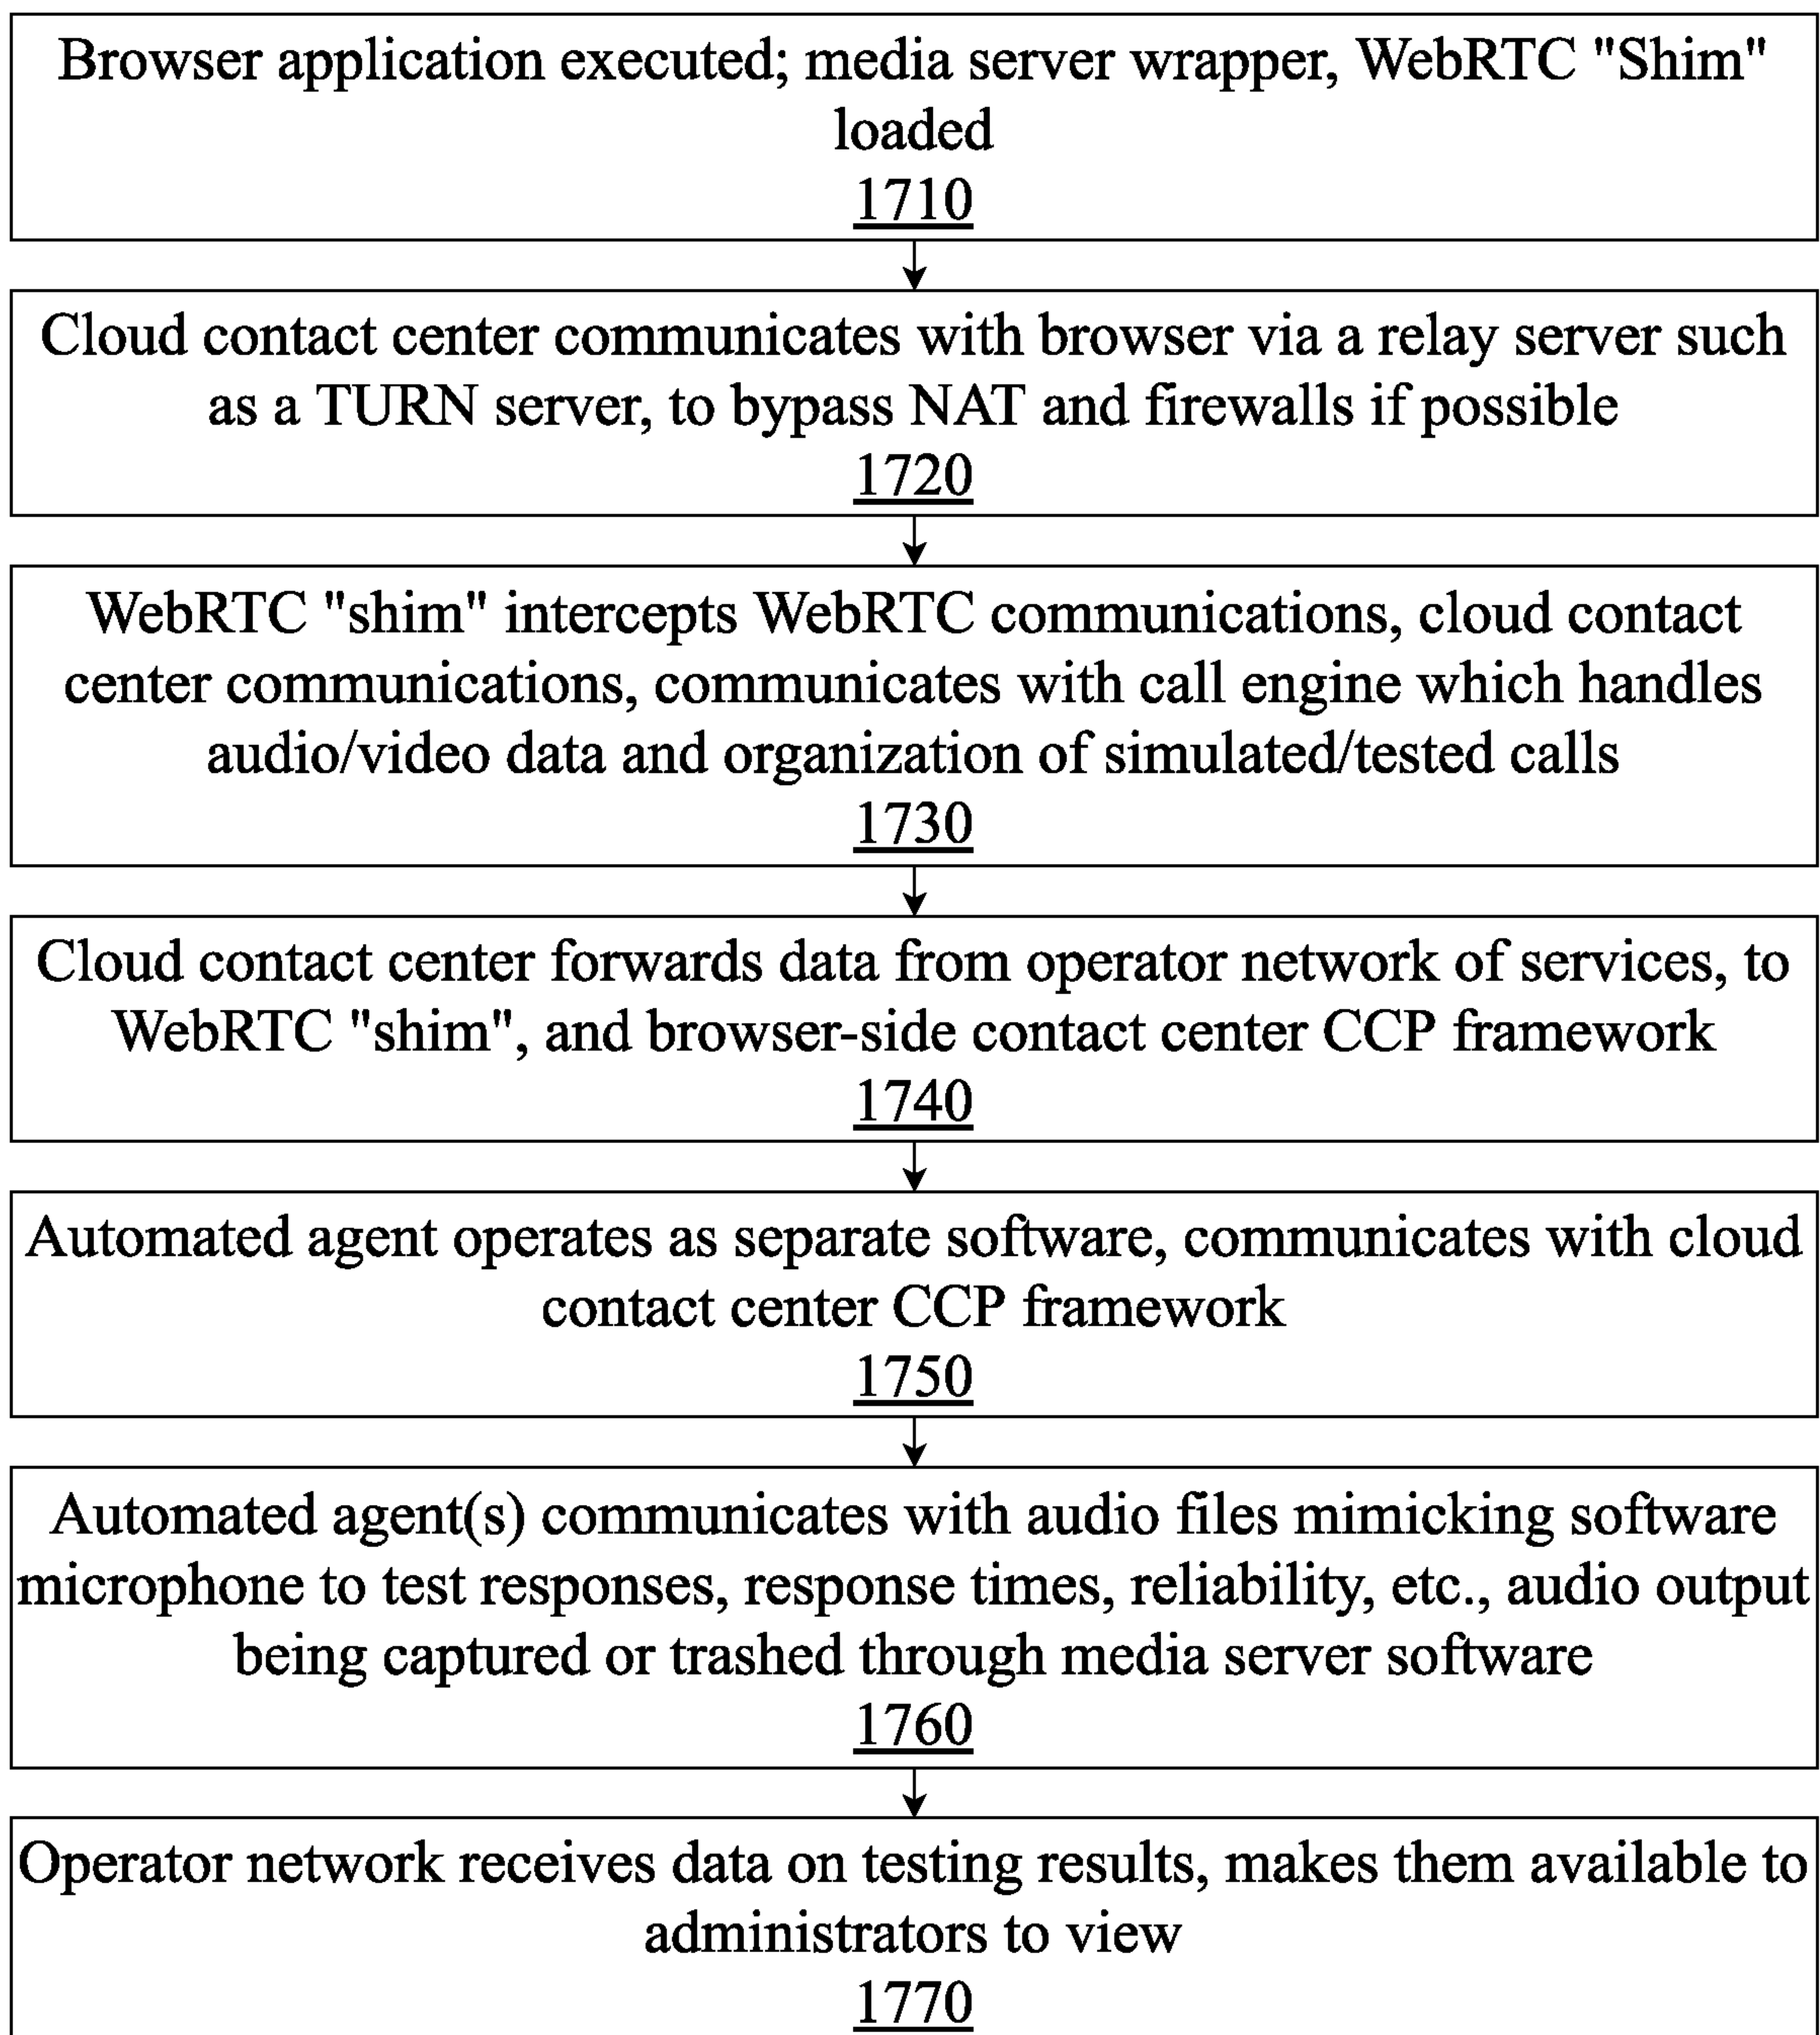 Browser application executed; media server wrapper, WebRTC "Shim"
loaded
1710
Cloud contact center communicates with browser via a relay server such
as a TURN server, to bypass NAT and firewalls if possible
1720
WebRTC "shim" intercepts WebRTC communications, cloud contact
center communications, communicates with call engine which handles
audio/video data and organization of simulated/tested calls
1730
Cloud contact center forwards data from operator network of services, to
WebRTC "shim", and browser-side contact center CCP framework
1740
Automated agent operates as separate software, communicates with cloud
contact center CCP framework
1750
Automated agent(s) communicates with audio files mimicking software
microphone to test responses, response times, reliability, etc., audio output
being captured or trashed through media server software
1760
Operator network receives data on testing results, makes them available to
administrators to view
1770